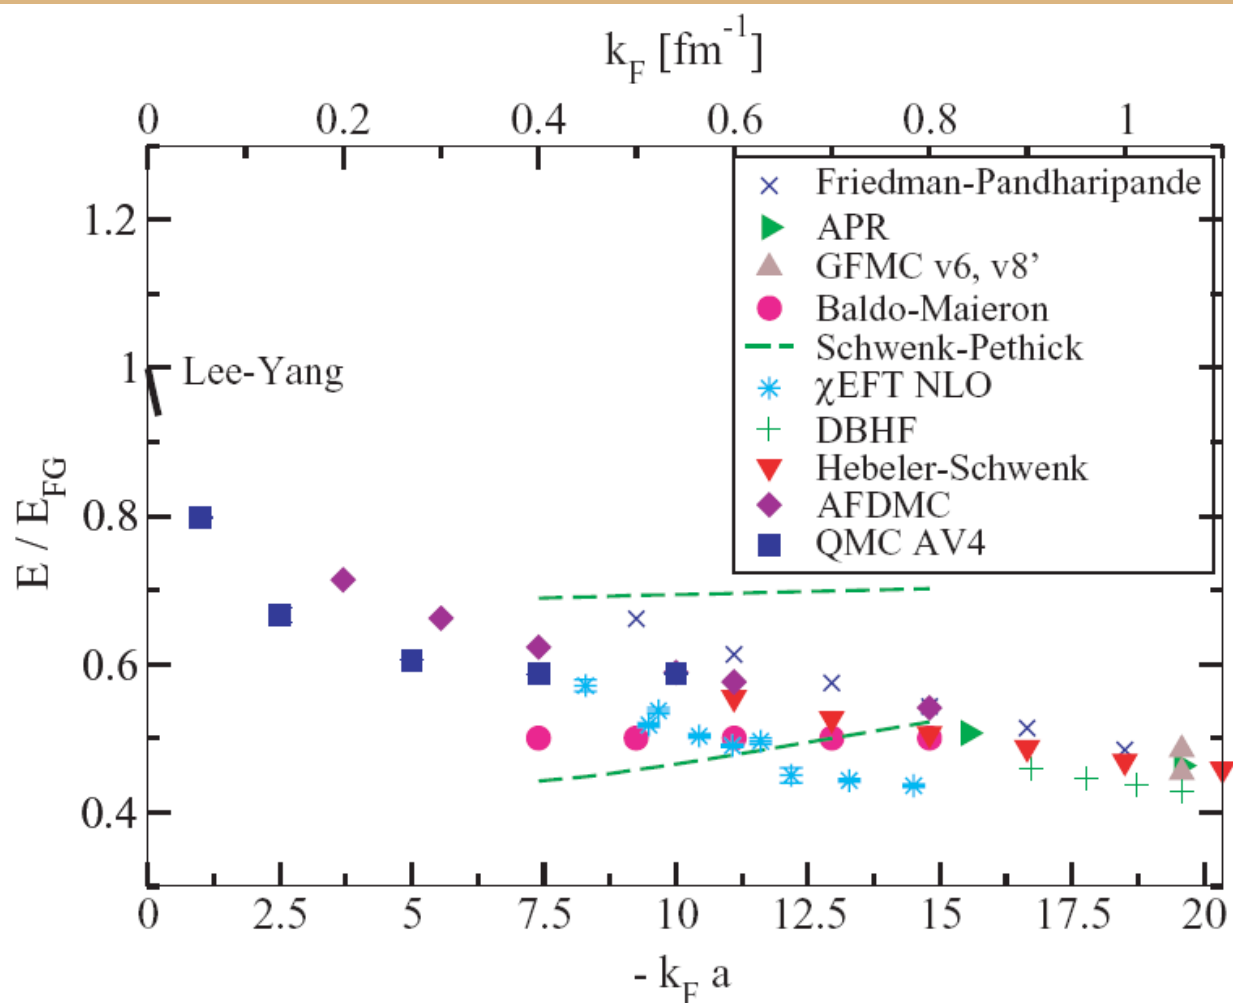 k_F [fm^-1]
0 0.2 0.4 0.6 0.8 1
1.2
1
0.8
0.6
0.4
E / E_FG
Lee-Yang
Friedman-Pandharipande
APR
GFMC v6, v8’
Baldo-Maieron
Schwenk-Pethick
χEFT NLO
DBHF
Hebeler-Schwenk
AFDMC
QMC AV4
0 2.5 5 7.5 10 12.5 15 17.5 20
- k_F a